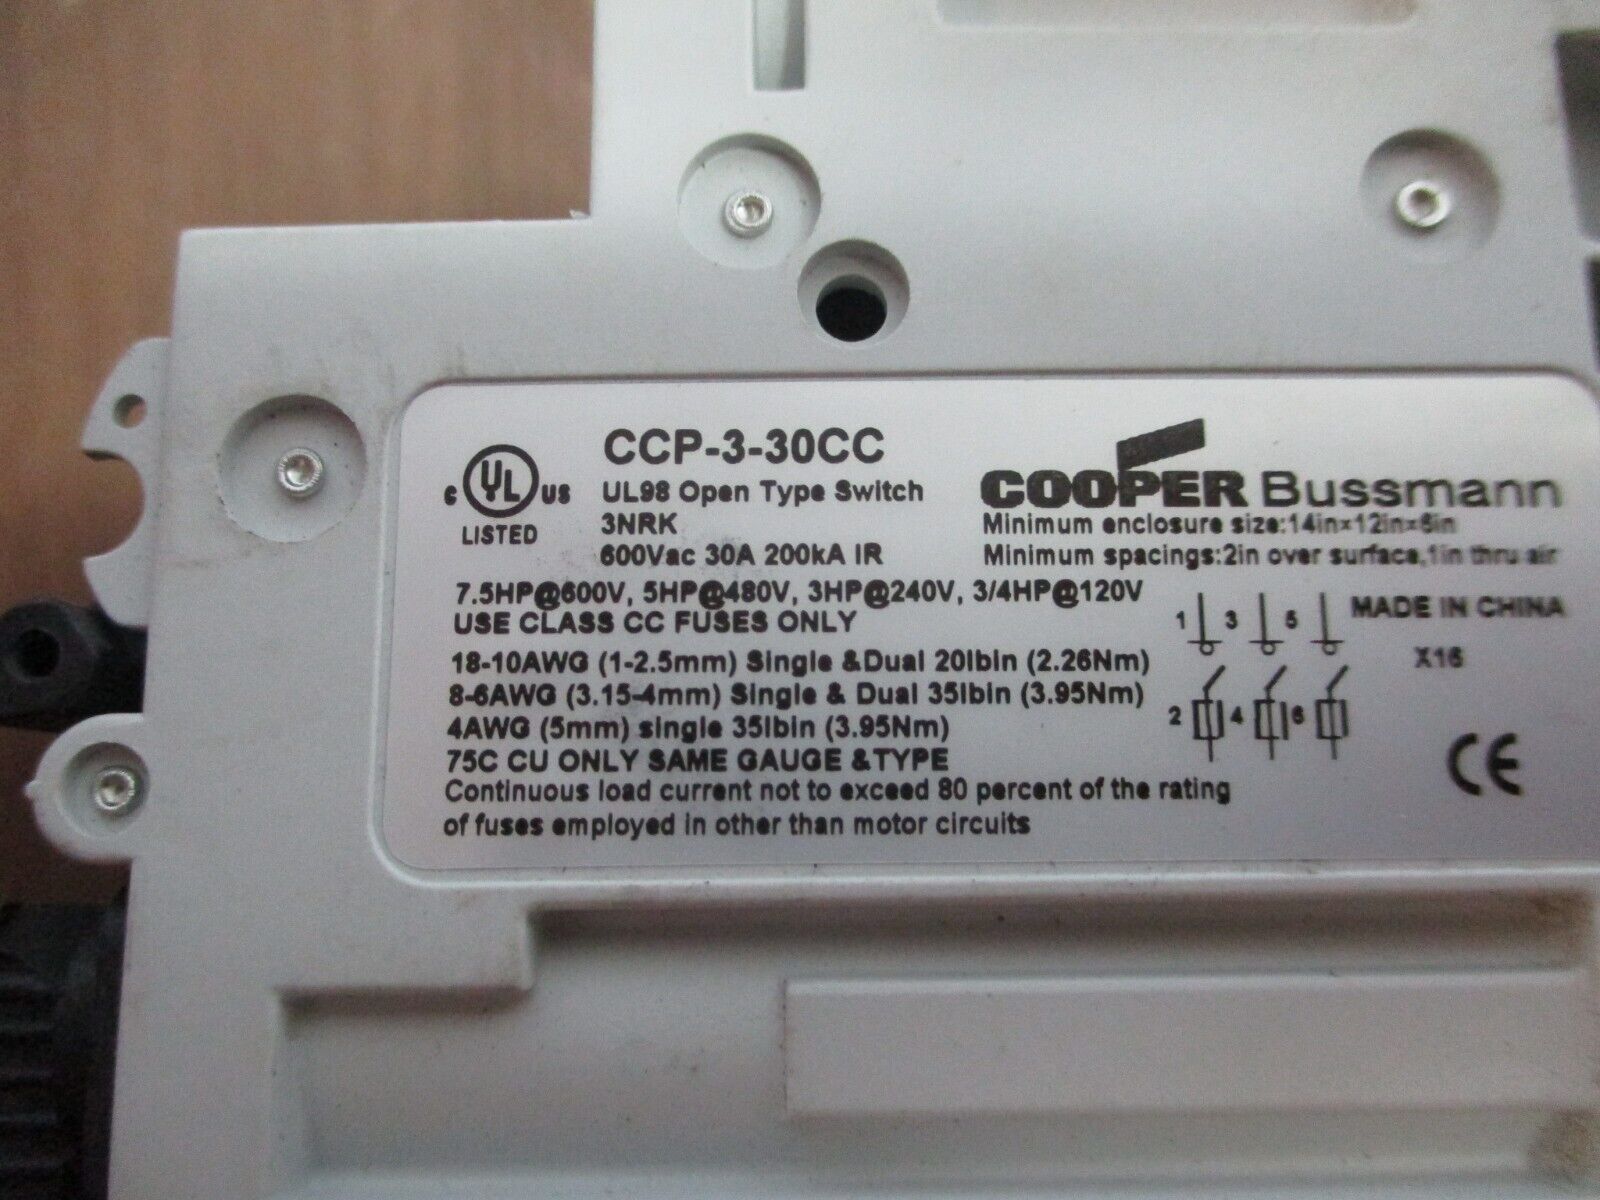 CCP-3-30CC
c UL US
LISTED
UL98 Open Type Switch
3NRK
600Vac 30A 200kA IR
COOPER Bussmann
Minimum enclosure size:14in×12in×6in
Minimum spacings:2in over surface,1in thru air
7.5HP@600V, 5HP@480V, 3HP@240V, 3/4HP@120V
USE CLASS CC FUSES ONLY
18-10AWG (1-2.5mm) Single &Dual 20lbin (2.26Nm)
8-6AWG (3.15-4mm) Single & Dual 35lbin (3.95Nm)
4AWG (5mm) single 35lbin (3.95Nm)
75C CU ONLY SAME GAUGE &TYPE
Continuous load current not to exceed 80 percent of the rating
of fuses employed in other than motor circuits
1 3 5
2 4 6
MADE IN CHINA
X16
CE